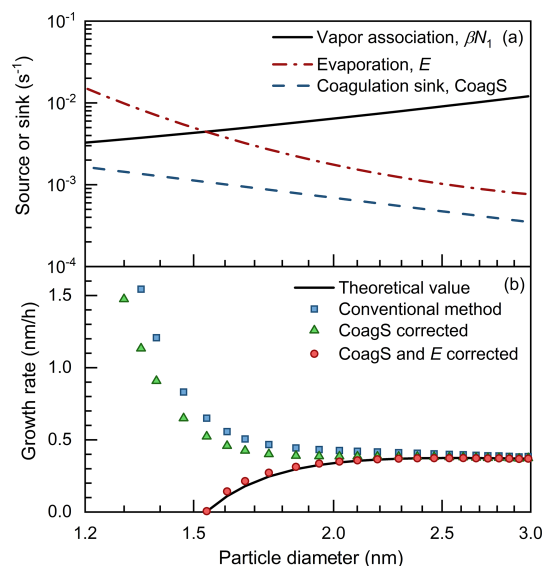 10⁻¹
Vapor association, βN₁ (a)
Evaporation, E
Coagulation sink, CoagS
10⁻²
10⁻³
10⁻⁴
Source or sink (s⁻¹)
Theoretical value (b)
Conventional method
CoagS corrected
CoagS and E corrected
1.5
1.0
0.5
0.0
Growth rate (nm/h)
1.2 1.5 2.0 2.5 3.0
Particle diameter (nm)